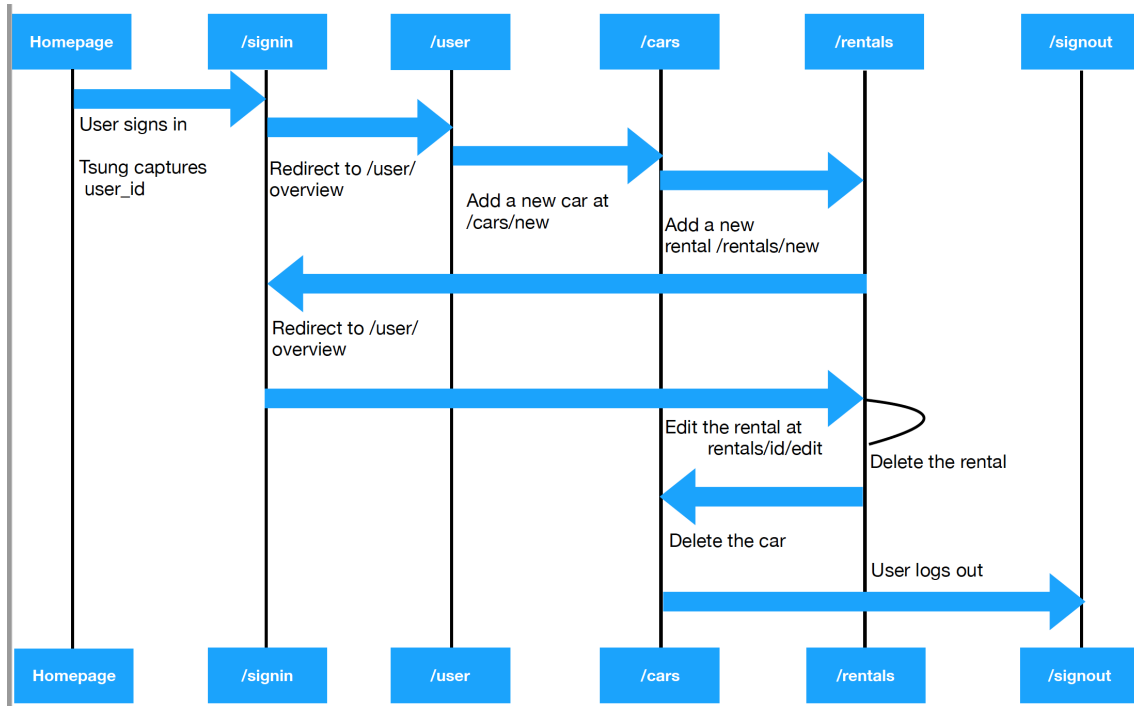 Homepage
/signin
/user
/cars
/rentals
/signout
User signs in
Tsung captures
user_id
Redirect to /user/
overview
Add a new car at
/cars/new
Add a new
rental /rentals/new
Redirect to /user/
overview
Edit the rental at
rentals/id/edit
Delete the rental
Delete the car
User logs out
Homepage
/signin
/user
/cars
/rentals
/signout